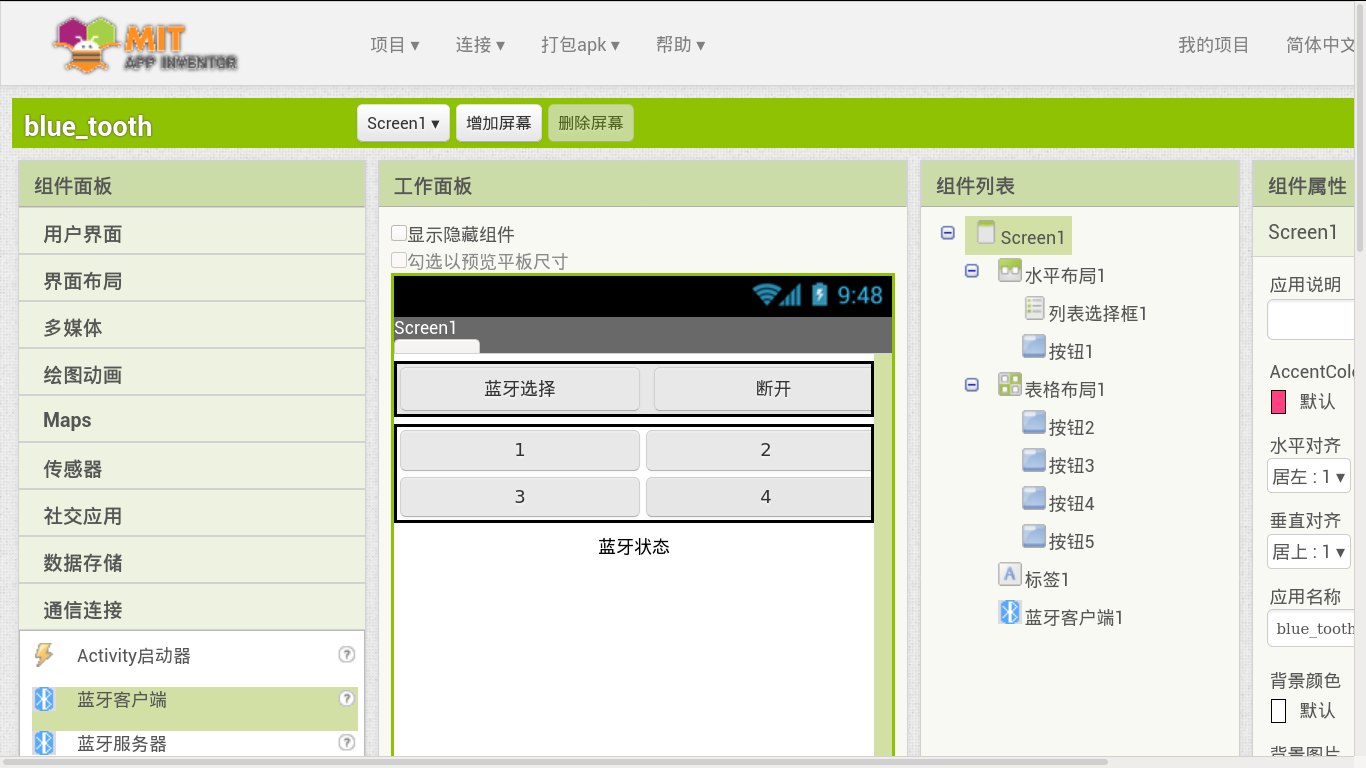 MIT
APP INVENTOR
项目 ▾
连接 ▾
打包apk ▾
帮助 ▾
我的项目
简体中文
blue_tooth
Screen1 ▾
增加屏幕
删除屏幕
组件面板
用户界面
界面布局
多媒体
绘图动画
Maps
传感器
社交应用
数据存储
通信连接
Activity启动器
?
蓝牙客户端
?
蓝牙服务器
?
工作面板
显示隐藏组件
勾选以预览平板尺寸
9:48
Screen1
蓝牙选择
断开
1
2
3
4
蓝牙状态
组件列表
Screen1
水平布局1
列表选择框1
按钮1
表格布局1
按钮2
按钮3
按钮4
按钮5
A
标签1
蓝牙客户端1
组件属性
Screen1
应用说明
AccentColo
默认
水平对齐
居左 : 1 ▾
垂直对齐
居上 : 1 ▾
应用名称
blue_tooth
背景颜色
默认
背景图片